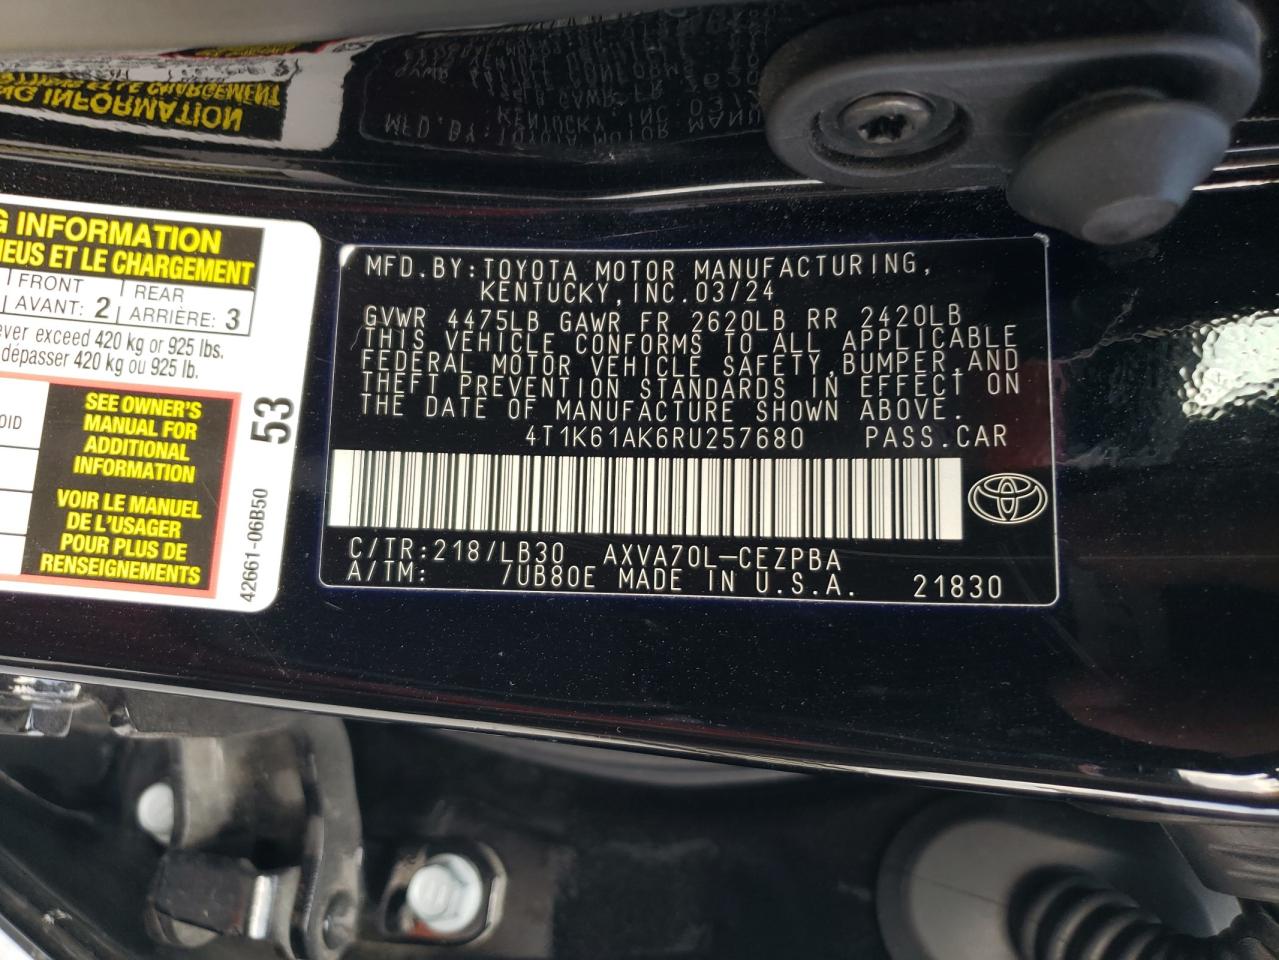 G INFORMATION
NEUS ET LE CHARGEMENT
FRONT
AVANT: 2
REAR
ARRIÈRE: 3
ever exceed 420 kg or 925 lbs.
dépasser 420 kg ou 925 lb.
OID
SEE OWNER'S
MANUAL FOR
ADDITIONAL
INFORMATION
VOIR LE MANUEL
DE L'USAGER
POUR PLUS DE
RENSEIGNEMENTS
53
42661-06B50
MFD.BY:TOYOTA MOTOR MANUFACTURING,
KENTUCKY,INC.03/24
GVWR 4475LB GAWR FR 2620LB RR 2420LB
THIS VEHICLE CONFORMS TO ALL APPLICABLE
FEDERAL MOTOR VEHICLE SAFETY,BUMPER,AND
THEFT PREVENTION STANDARDS IN EFFECT ON
THE DATE OF MANUFACTURE SHOWN ABOVE.
4T1K61AK6RU257680 PASS.CAR
C/TR:218/LB30 AXVA70L-CEZPBA
A/TM: /UB80E MADE IN U.S.A. 21830